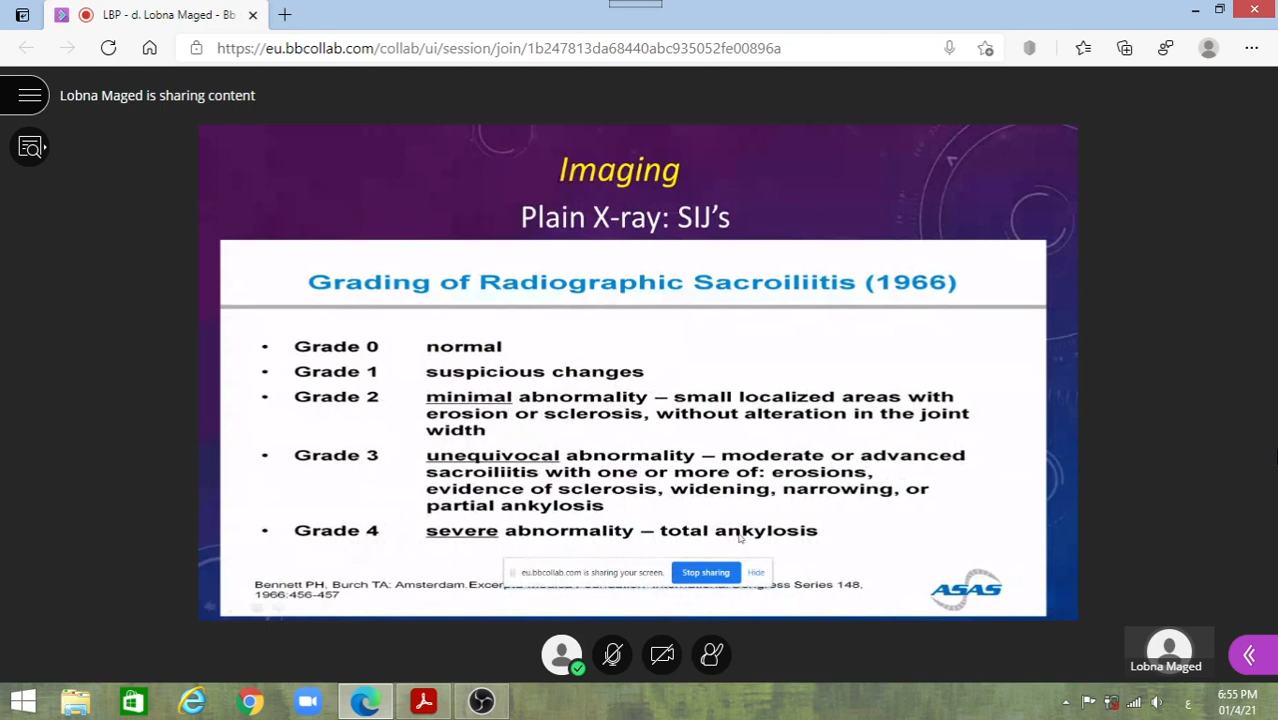 LBP - d. Lobna Maged - Bb
https://eu.bbcollab.com/collab/ui/session/join/1b247813da68440abc935052fe00896a
Lobna Maged is sharing content
Imaging
Plain X-ray: SIJ's
Grading of Radiographic Sacroiliitis (1966)
• Grade 0 normal
• Grade 1 suspicious changes
• Grade 2 minimal abnormality – small localized areas with
erosion or sclerosis, without alteration in the joint
width
• Grade 3 unequivocal abnormality – moderate or advanced
sacroiliitis with one or more of: erosions,
evidence of sclerosis, widening, narrowing, or
partial ankylosis
• Grade 4 severe abnormality – total ankylosis
eu.bbcollab.com is sharing your screen. Stop sharing Hide
Bennett PH, Burch TA: Amsterdam Congress Series 148,
1966:456-457
ASAS
Lobna Maged
ع
6:55 PM
01/4/21